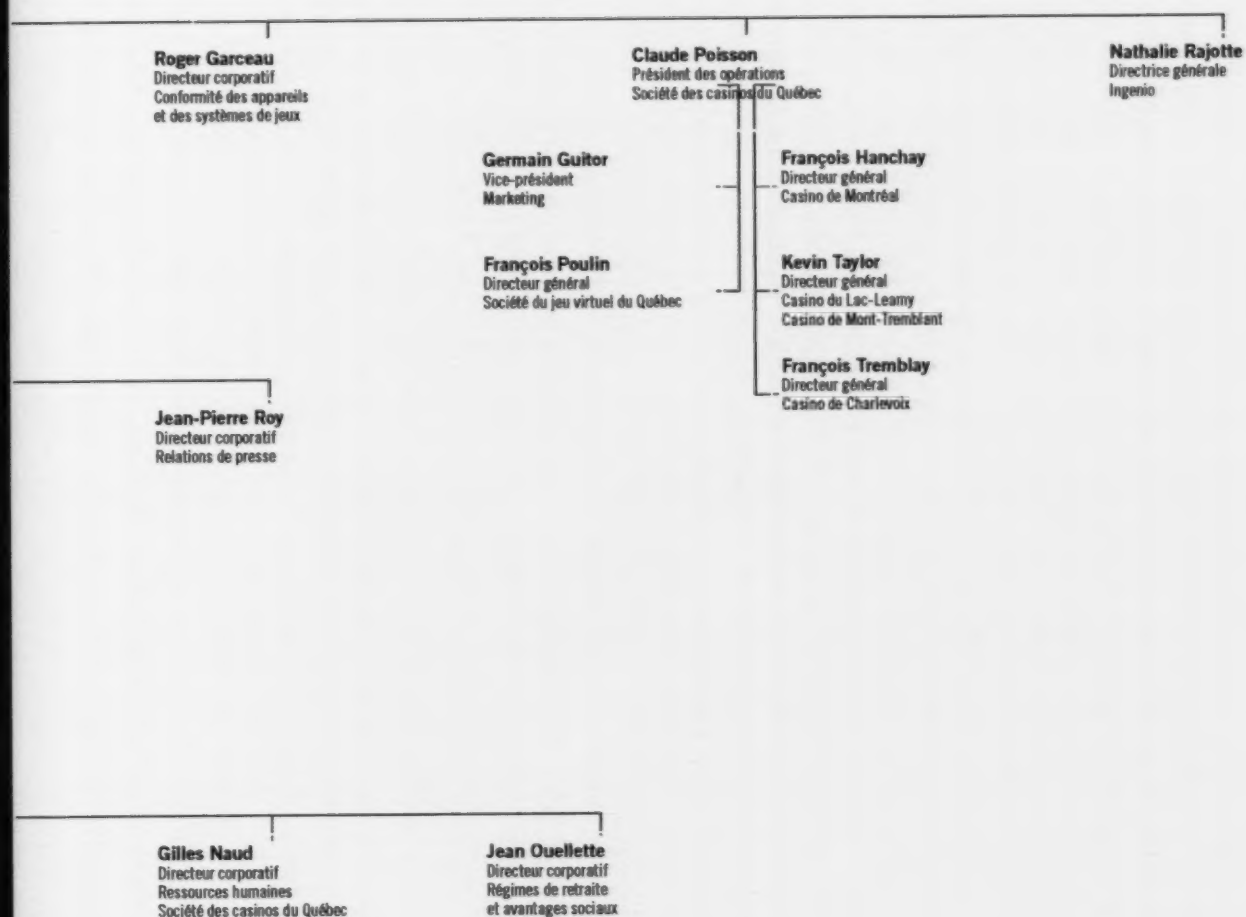 Roger Garceau
Directeur corporatif
Conformité des appareils
et des systèmes de jeux
Claude Poisson
Président des opérations
Société des casinos du Québec
Nathalie Rajotte
Directrice générale
Ingenio
Germain Guitor
Vice-président
Marketing
François Hanchay
Directeur général
Casino de Montréal
François Poulin
Directeur général
Société du jeu virtuel du Québec
Kevin Taylor
Directeur général
Casino du Lac-Leamy
Casino de Mont-Tremblant
François Tremblay
Directeur général
Casino de Charlevoix
Jean-Pierre Roy
Directeur corporatif
Relations de presse
Gilles Naud
Directeur corporatif
Ressources humaines
Société des casinos du Québec
Jean Ouellette
Directeur corporatif
Régimes de retraite
et avantages sociaux